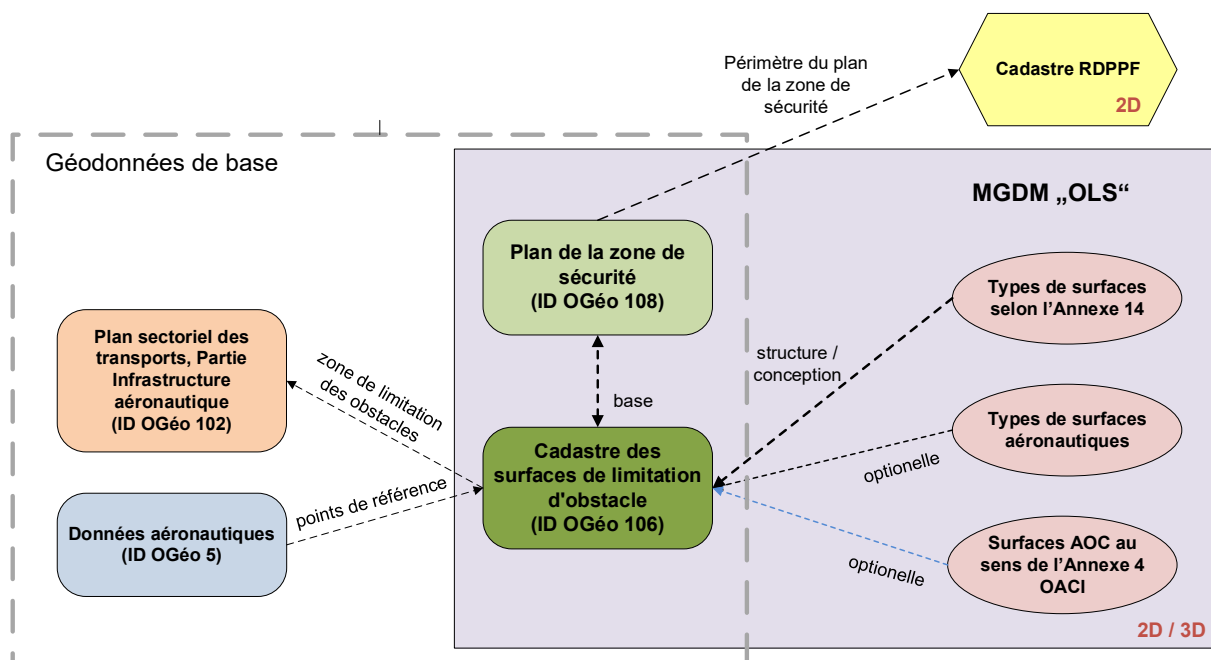 Périmètre du plan
de la zone de
sécurité
Cadastre RDPPF
2D
Géodonnées de base
MGDM „OLS“
Plan de la zone de
sécurité
(ID OGéo 108)
Types de surfaces
selon l’Annexe 14
Plan sectoriel des
transports, Partie
Infrastructure
aéronautique
(ID OGéo 102)
zone de limitation
des obstacles
structure /
conception
base
Types de surfaces
aéronautiques
optionelle
Cadastre des
surfaces de limitation
d'obstacle
(ID OGéo 106)
points de référence
Données aéronautiques
(ID OGéo 5)
Surfaces AOC au
sens de l’Annexe 4
OACI
optionelle
2D / 3D